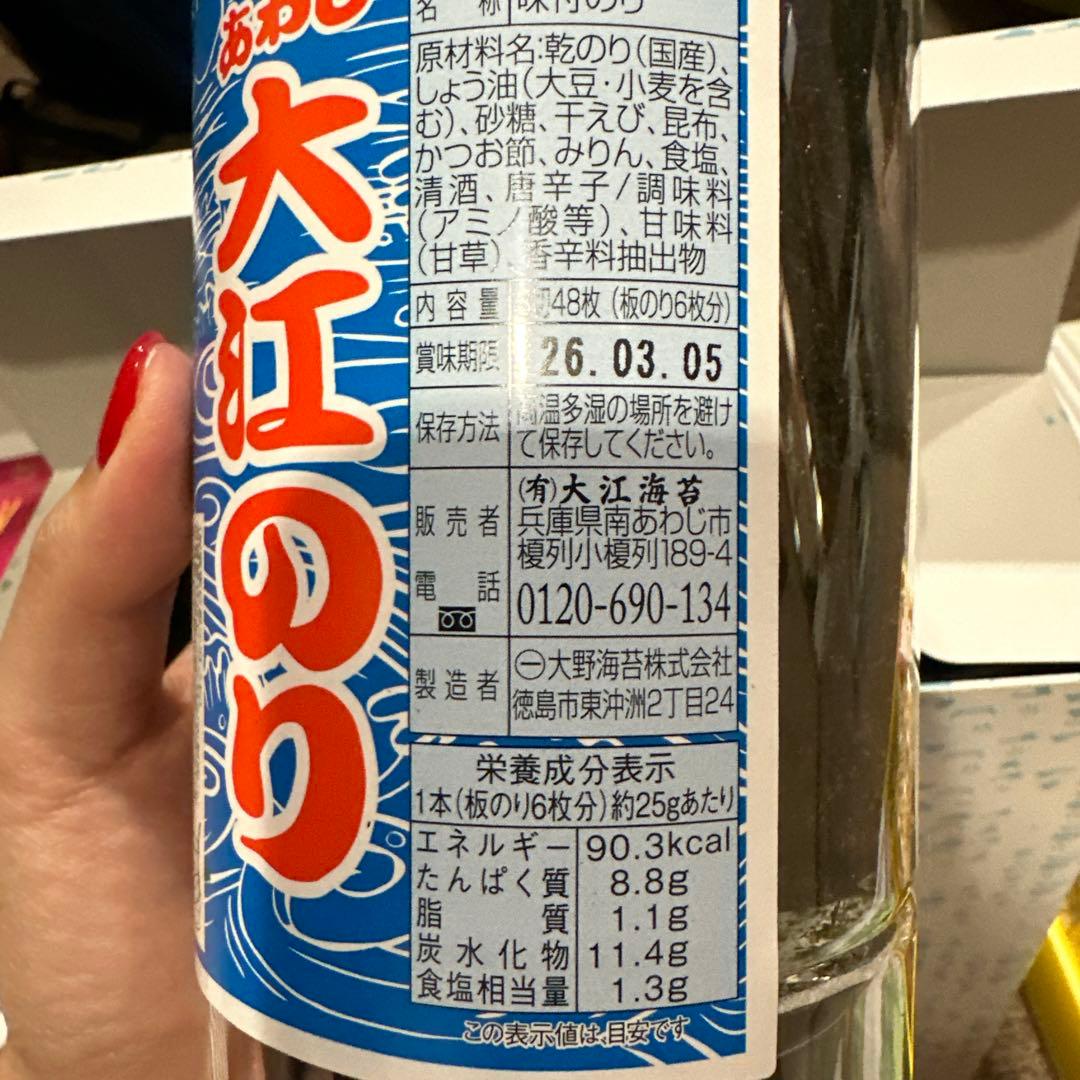 あわじ
大江のり
名称 味付のり
原材料名:乾のり(国産)、
しょう油(大豆・小麦を含
む)、砂糖、干えび、昆布、
かつお節、みりん、食塩、
清酒、唐辛子/調味料
(アミノ酸等)、甘味料
(甘草)、香辛料抽出物
内容量 8切48枚(板のり6枚分)
賞味期限 26.03.05
保存方法 高温多湿の場所を避け
て保存してください。
販売者 (有)大江海苔
兵庫県南あわじ市
榎列小榎列189-4
電話 0120-690-134
製造者 ㊀大野海苔株式会社
徳島市東沖洲2丁目24
栄養成分表示
1本(板のり6枚分)約25gあたり
エネルギー 90.3kcal
たんぱく質 8.8g
脂質 1.1g
炭水化物 11.4g
食塩相当量 1.3g
この表示値は、目安です